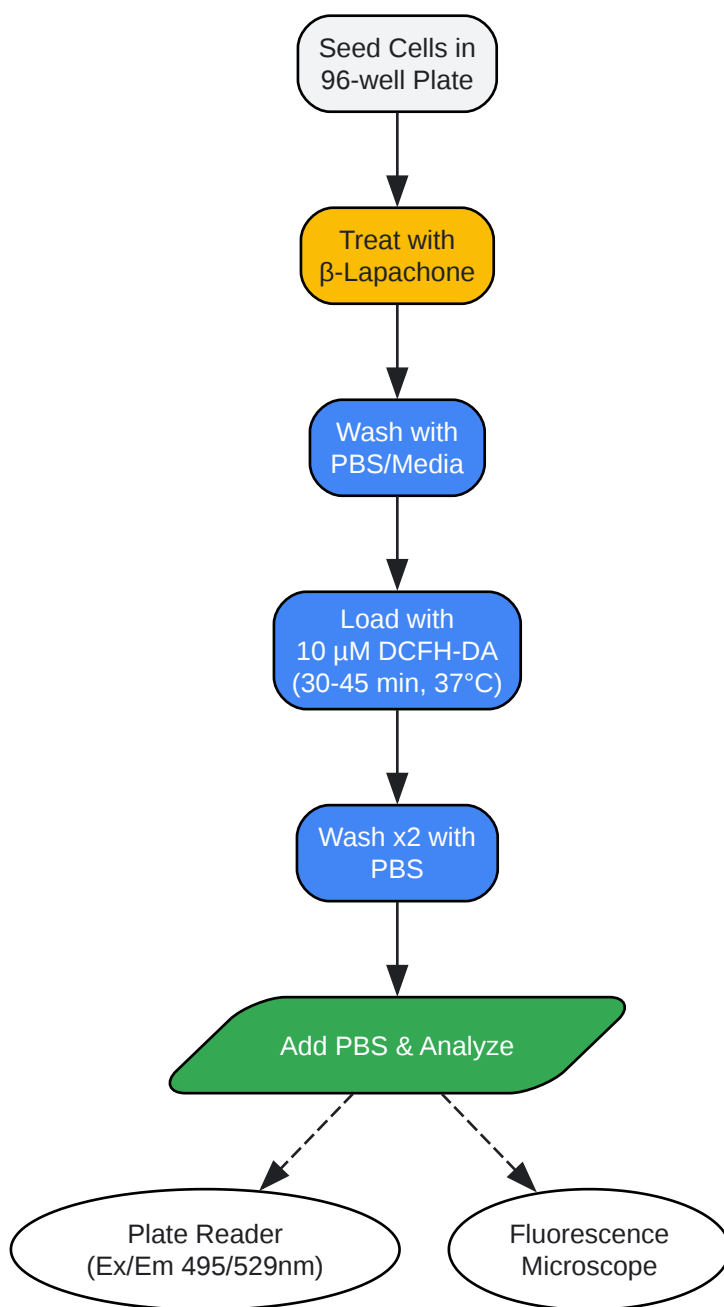 Seed Cells in
96-well Plate
Treat with
β-Lapachone
Wash with
PBS/Media
Load with
10 µM DCFH-DA
(30-45 min, 37°C)
Wash x2 with
PBS
Add PBS & Analyze
Plate Reader
(Ex/Em 495/529nm)
Fluorescence
Microscope